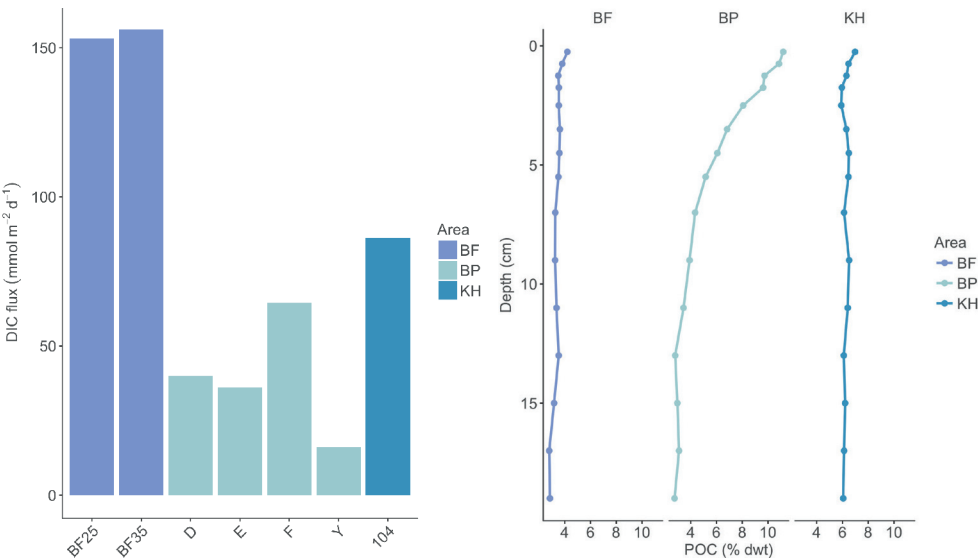 DIC flux (mmol m⁻² d⁻¹)
150
100
50
0
BF25
BF35
D
E
F
Y
104
Area
BF
BP
KH
BF
BP
KH
Depth (cm)
0
5
10
15
4 6 8 10
4 6 8 10
4 6 8 10
POC (% dwt)
Area
BF
BP
KH